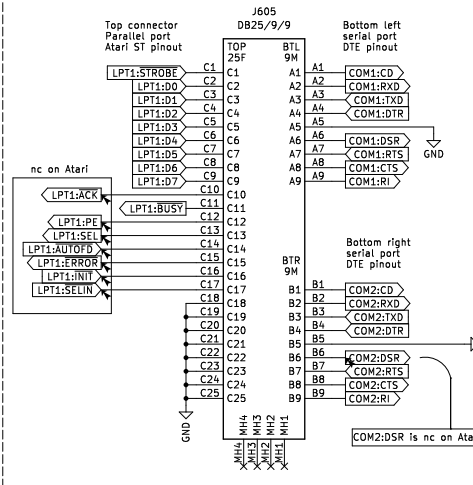 J605
DB25/9/9
Top connector
Parallel port
Atari ST pinout
Bottom left
serial port
DTE pinout
TOP
25F
BTL
9M
LPT1:STROBE C1 C1
LPT1:D0 C2 C2
LPT1:D1 C3 C3
LPT1:D2 C4 C4
LPT1:D3 C5 C5
LPT1:D4 C6 C6
LPT1:D5 C7 C7
LPT1:D6 C8 C8
LPT1:D7 C9 C9
A1 A1 COM1:CD
A2 A2 COM1:RXD
A3 A3 COM1:TXD
A4 A4 COM1:DTR
A5 A5
GND
A6 A6 COM1:DSR
A7 A7 COM1:RTS
A8 A8 COM1:CTS
A9 A9 COM1:RI
nc on Atari
LPT1:ACK C10 C10
LPT1:BUSY C11 C11
LPT1:PE C12 C12
LPT1:SEL C13 C13
LPT1:AUTOFD C14 C14
LPT1:ERROR C15 C15
LPT1:INIT C16 C16
LPT1:SELIN C17 C17
C18 C18
C19 C19
C20 C20
C21 C21
C22 C22
C23 C23
C24 C24
C25 C25
GND
Bottom right
serial port
DTE pinout
BTR
9M
B1 B1 COM2:CD
B2 B2 COM2:RXD
B3 B3 COM2:TXD
B4 B4 COM2:DTR
B5 B5
B6 B6 COM2:DSR
B7 B7 COM2:RTS
B8 B8 COM2:CTS
B9 B9 COM2:RI
COM2:DSR is nc on Ata
MH4 MH3 MH2 MH1
MH4 MH3 MH2 MH1